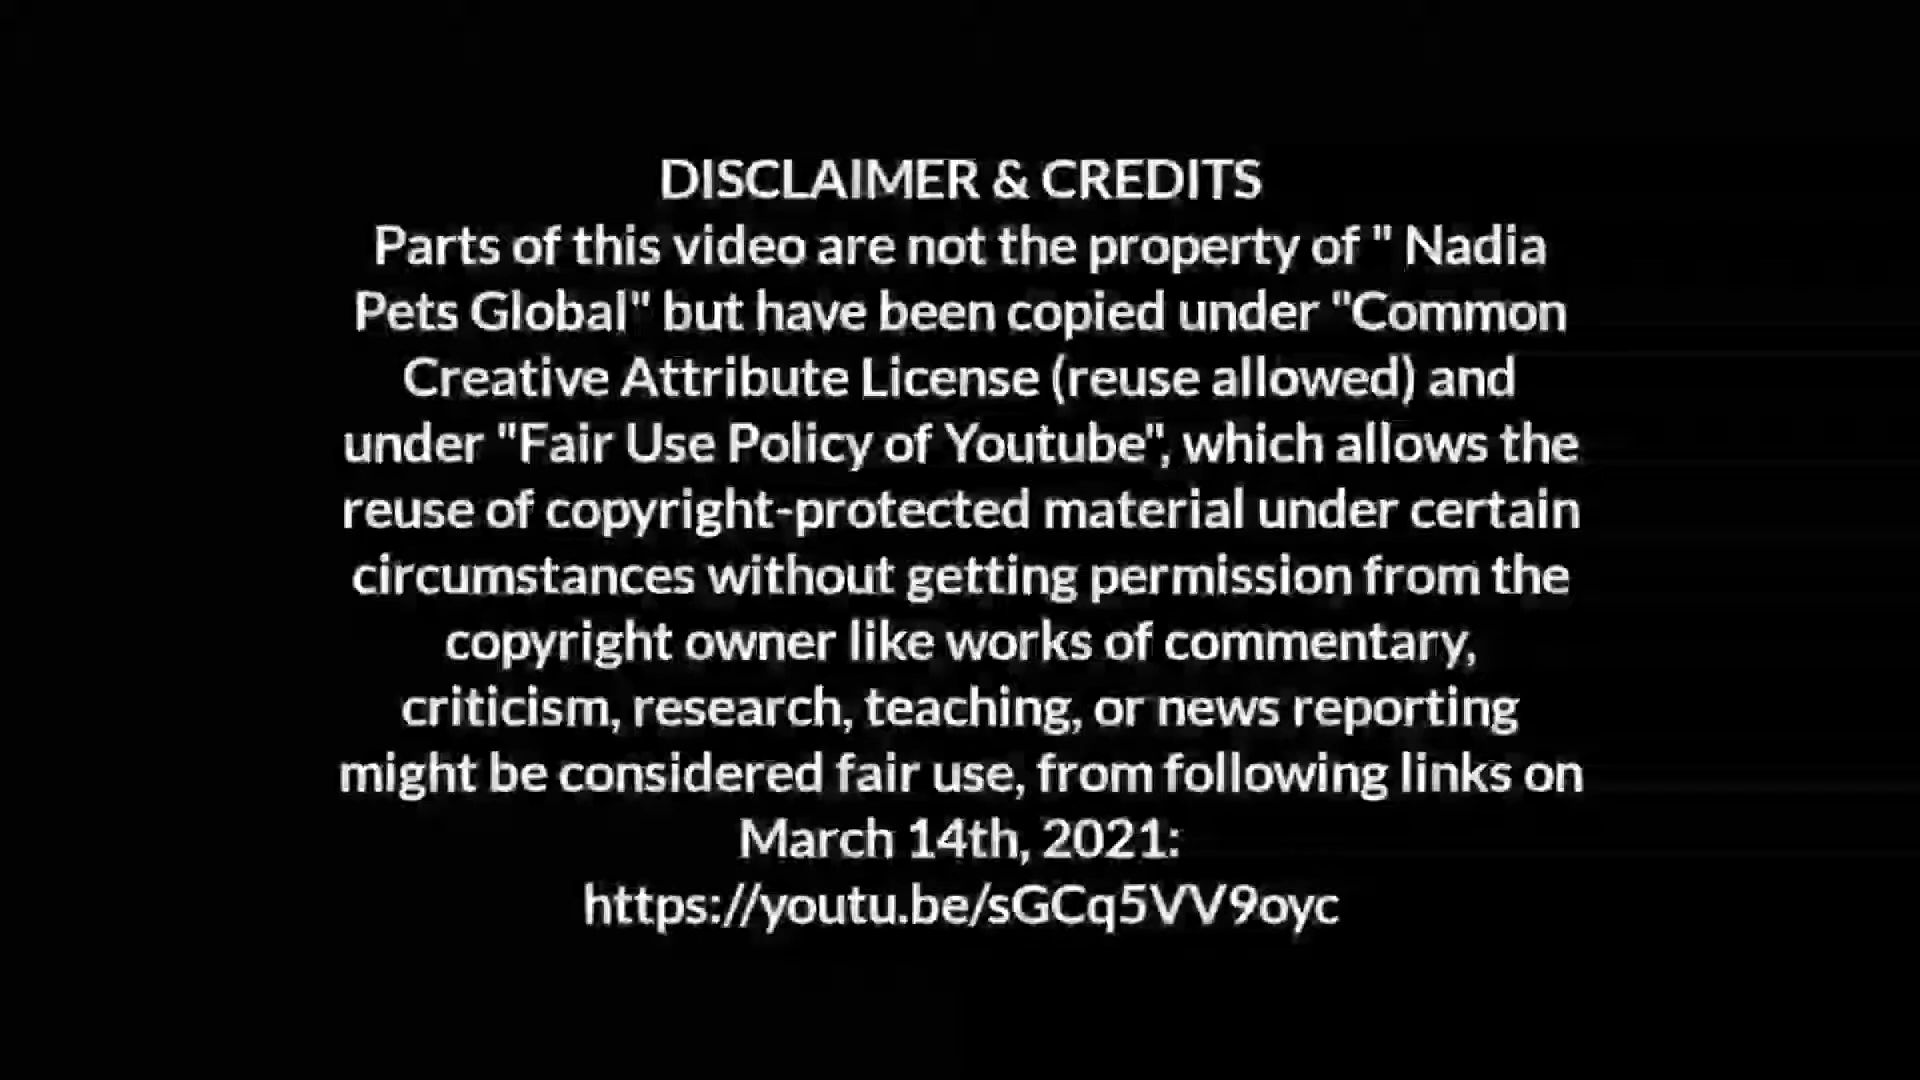 DISCLAIMER & CREDITS
Parts of this video are not the property of " Nadia
Pets Global" but have been copied under "Common
Creative Attribute License (reuse allowed) and
under "Fair Use Policy of Youtube", which allows the
reuse of copyright-protected material under certain
circumstances without getting permission from the
copyright owner like works of commentary,
criticism, research, teaching, or news reporting
might be considered fair use, from following links on
March 14th, 2021:
https://youtu.be/sGCq5VV9oyc